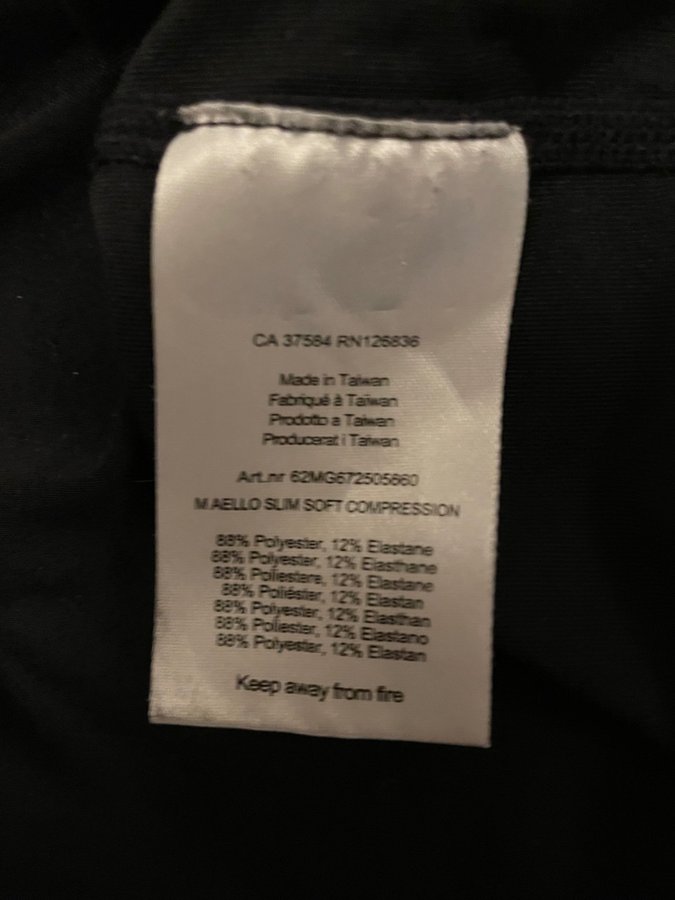 CA 37584 RN126836
Made in Taiwan
Fabriqué à Taiwan
Prodotto a Taiwan
Producerat i Taiwan
Art.nr 62MG672505660
M AELLO SLIM SOFT COMPRESSION
88% Polyester, 12% Elastane
88% Polyester, 12% Elasthane
88% Poliestere, 12% Elastane
88% Poliéster, 12% Elastan
88% Polyester, 12% Elasthan
88% Poliester, 12% Elastano
88% Polyester, 12% Elastan
Keep away from fire